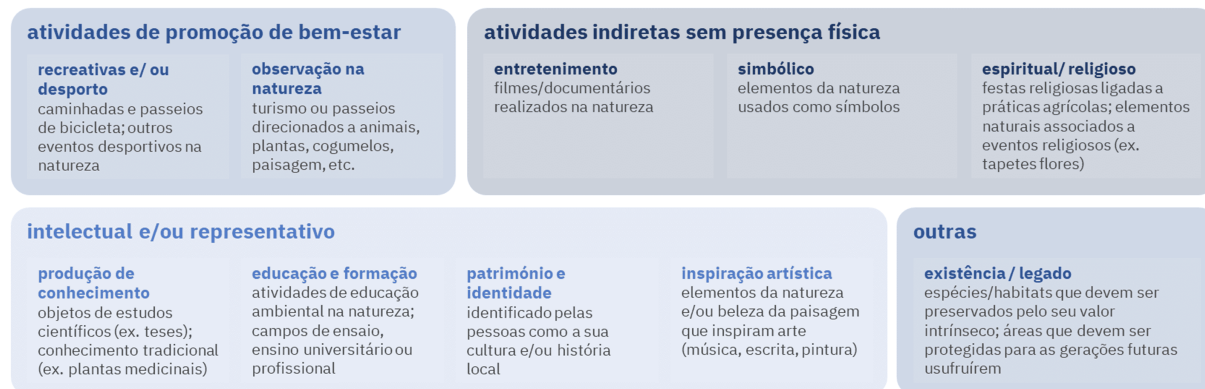 atividades de promoção de bem-estar
recreativas e/ ou
desporto
caminhadas e passeios
de bicicleta; outros
eventos desportivos na
natureza
observação na
natureza
turismo ou passeios
direcionados a animais,
plantas, cogumelos,
paisagem, etc.
atividades indiretas sem presença física
entretenimento
filmes/documentários
realizados na natureza
simbólico
elementos da natureza
usados como símbolos
espiritual/ religioso
festas religiosas ligadas a
práticas agrícolas; elementos
naturais associados a
eventos religiosos (ex.
tapetes flores)
intelectual e/ou representativo
produção de
conhecimento
objetos de estudos
científicos (ex. teses);
conhecimento tradicional
(ex. plantas medicinais)
educação e formação
atividades de educação
ambiental na natureza;
campos de ensaio,
ensino universitário ou
profissional
património e
identidade
identificado pelas
pessoas como a sua
cultura e/ou história
local
inspiração artística
elementos da natureza
e/ou beleza da paisagem
que inspiram arte
(música, escrita, pintura)
outras
existência / legado
espécies/habitats que devem ser
preservados pelo seu valor
intrínseco; áreas que devem ser
protegidas para as gerações futuras
usufruírem